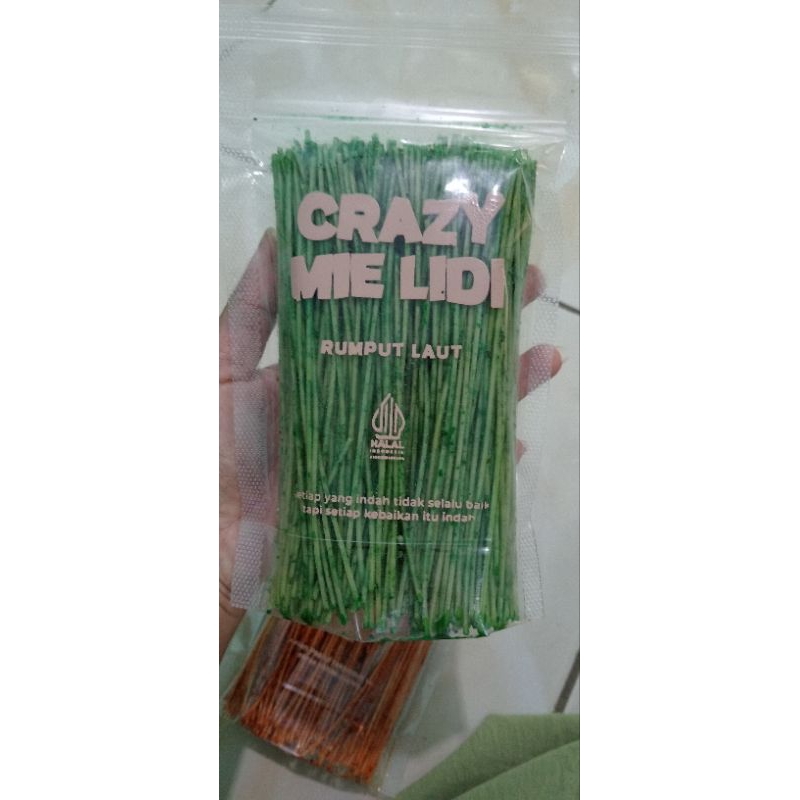 CRAZY
MIE LIDI
RUMPUT LAUT
HALAL
INDONESIA
setiap yang indah tidak selalu baik
tapi setiap kebaikan itu indah